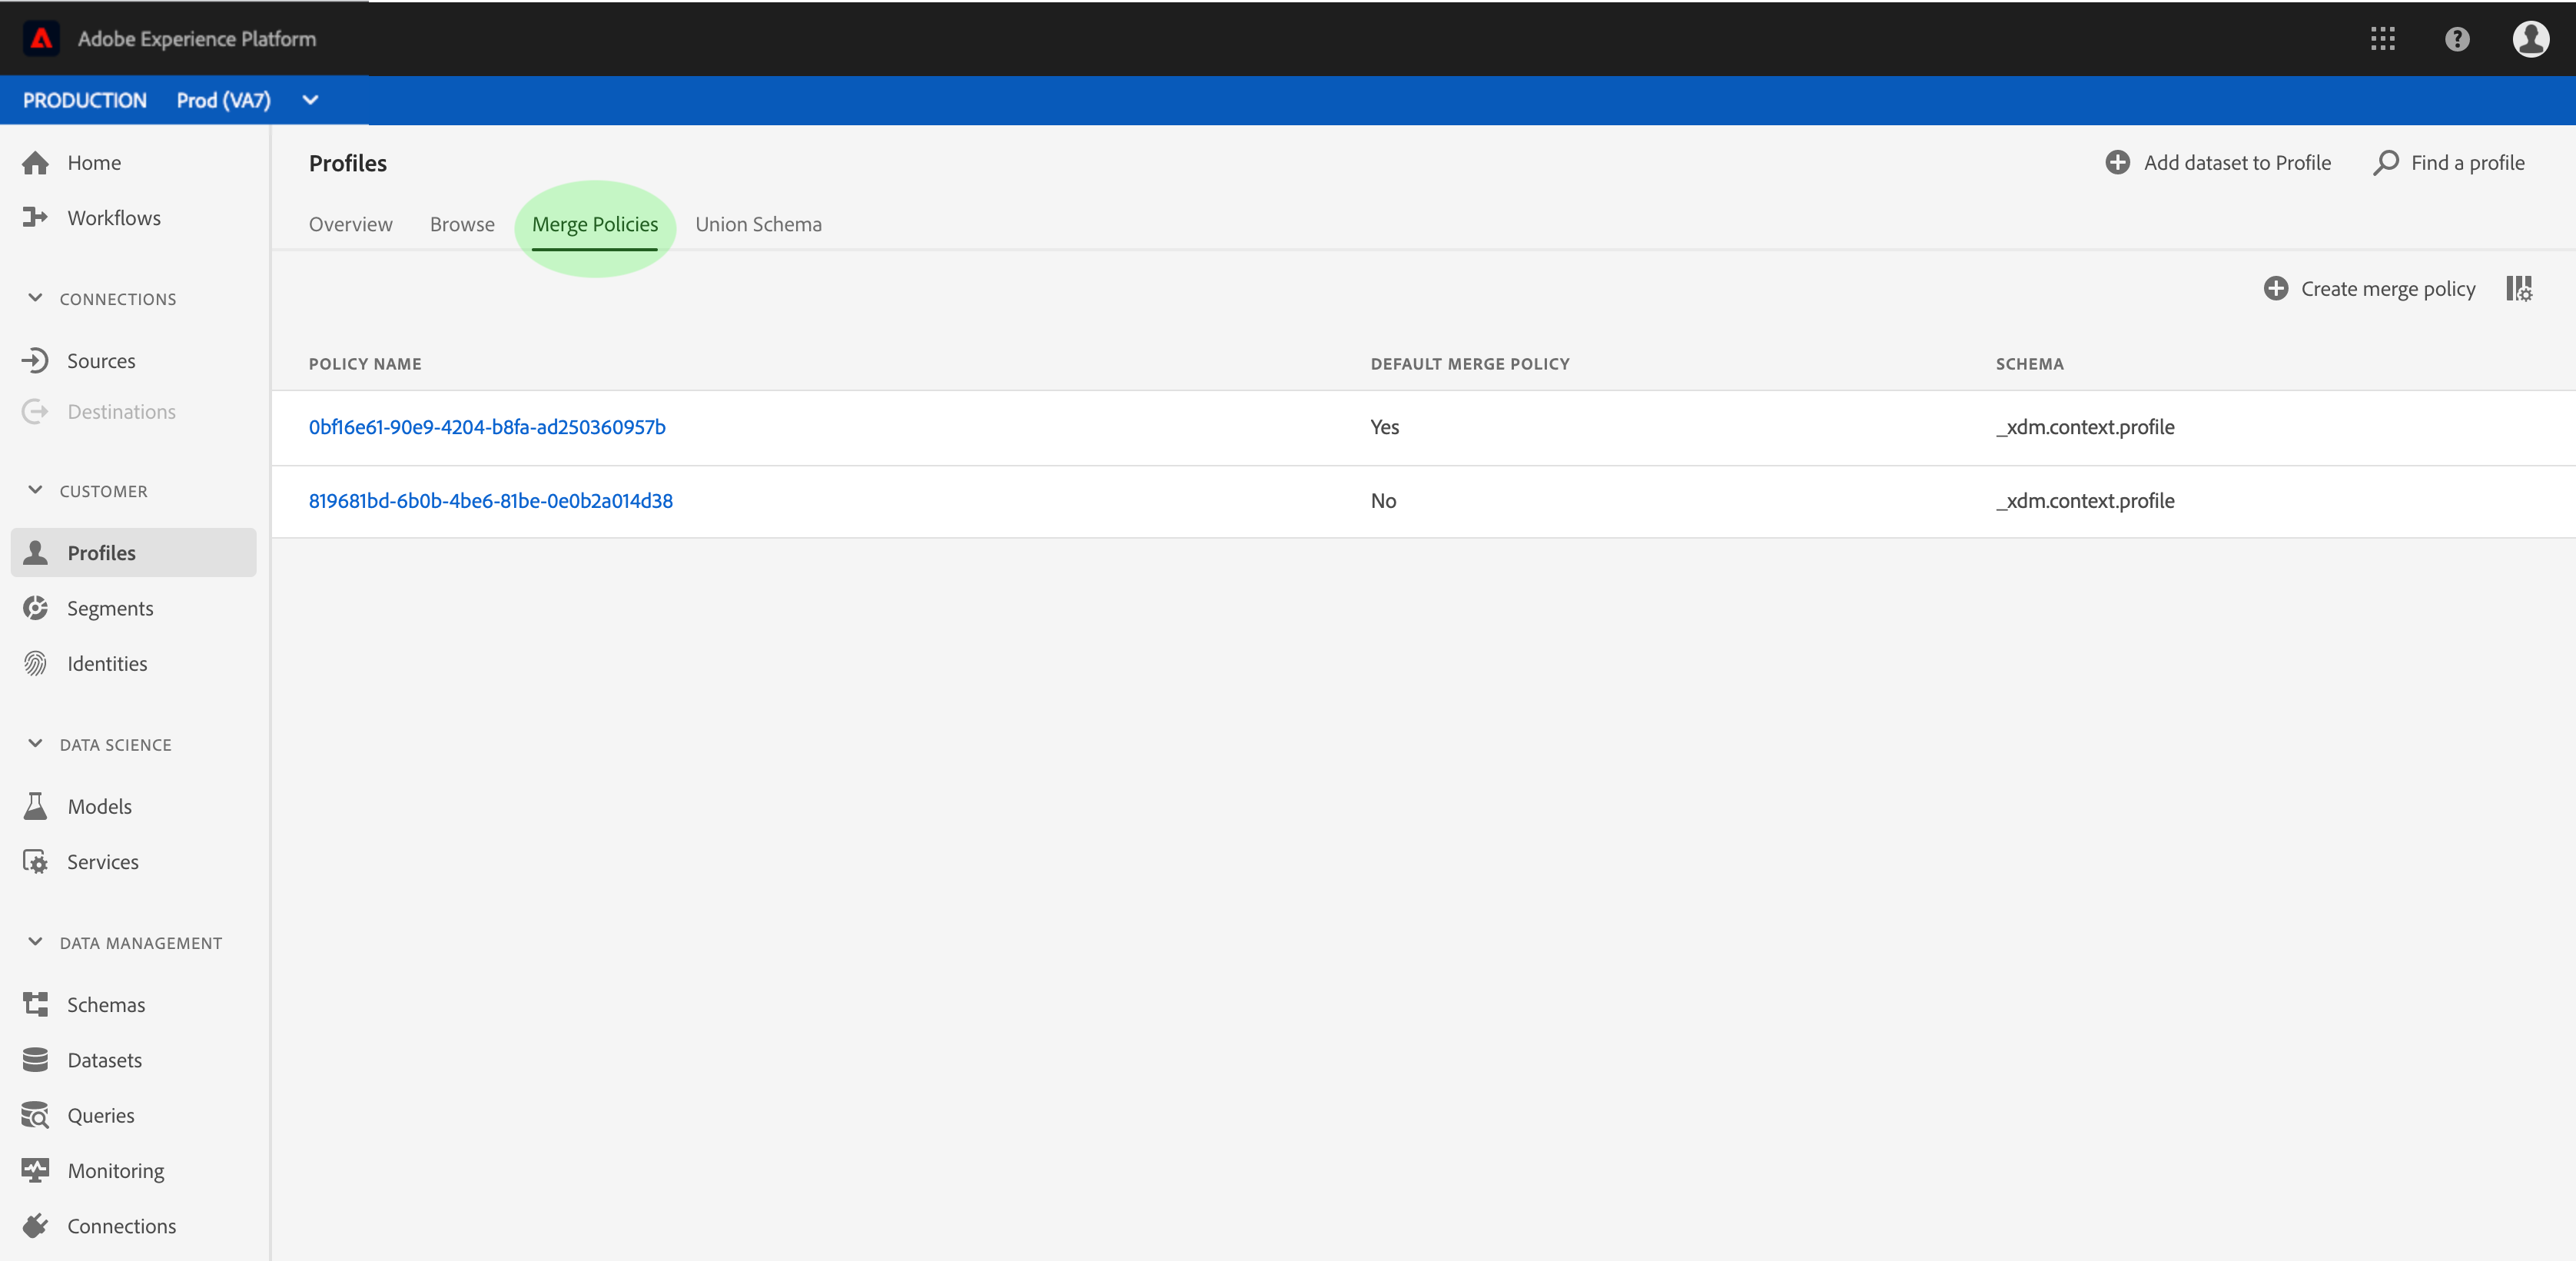 Adobe Experience Platform
PRODUCTION Prod (VA7)
Home
Workflows
CONNECTIONS
Sources
Destinations
CUSTOMER
Profiles
Segments
Identities
DATA SCIENCE
Models
Services
DATA MANAGEMENT
Schemas
Datasets
Queries
Monitoring
Connections
Profiles
Add dataset to Profile Find a profile
Overview Browse Merge Policies Union Schema
Create merge policy
POLICY NAME DEFAULT MERGE POLICY SCHEMA
0bf16e61-90e9-4204-b8fa-ad250360957b Yes _xdm.context.profile
819681bd-6b0b-4be6-81be-0e0b2a014d38 No _xdm.context.profile